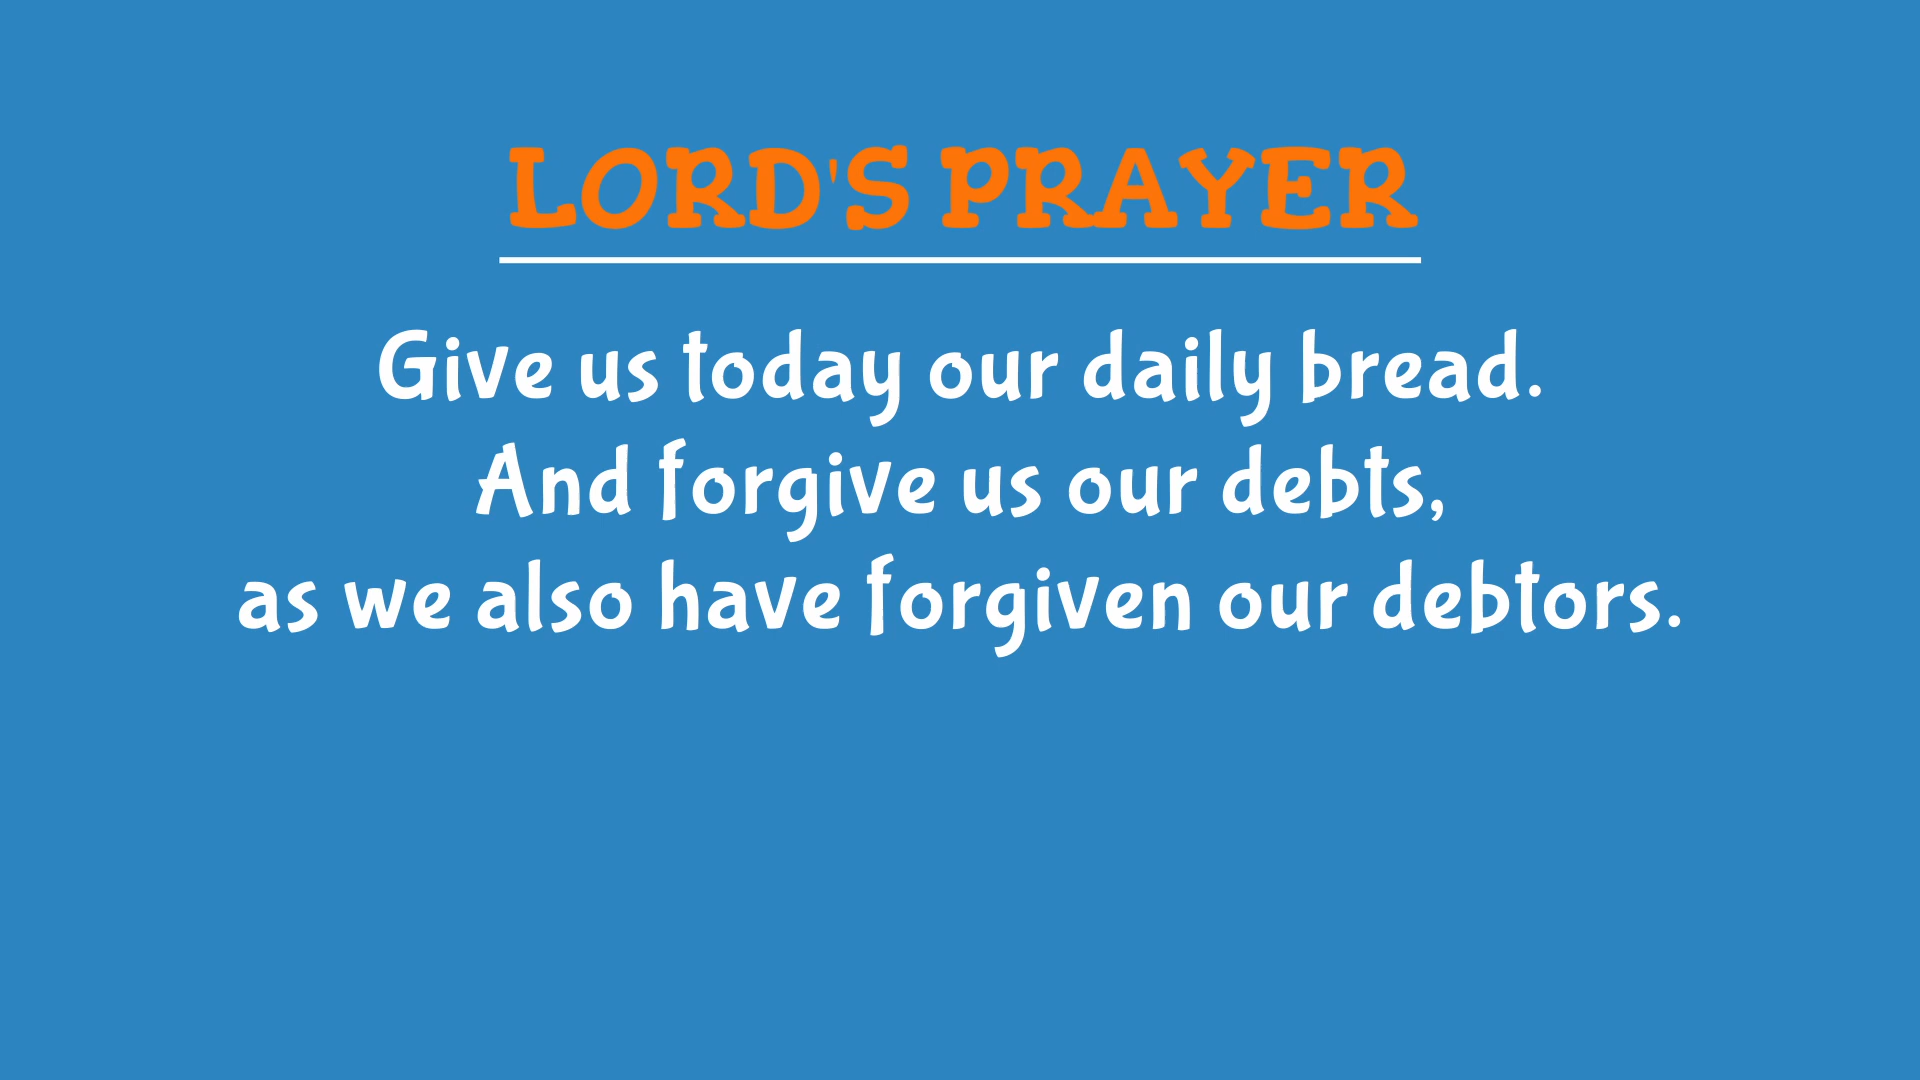 LORD'S PRAYER
Give us today our daily bread.
And forgive us our debts,
as we also have forgiven our debtors.